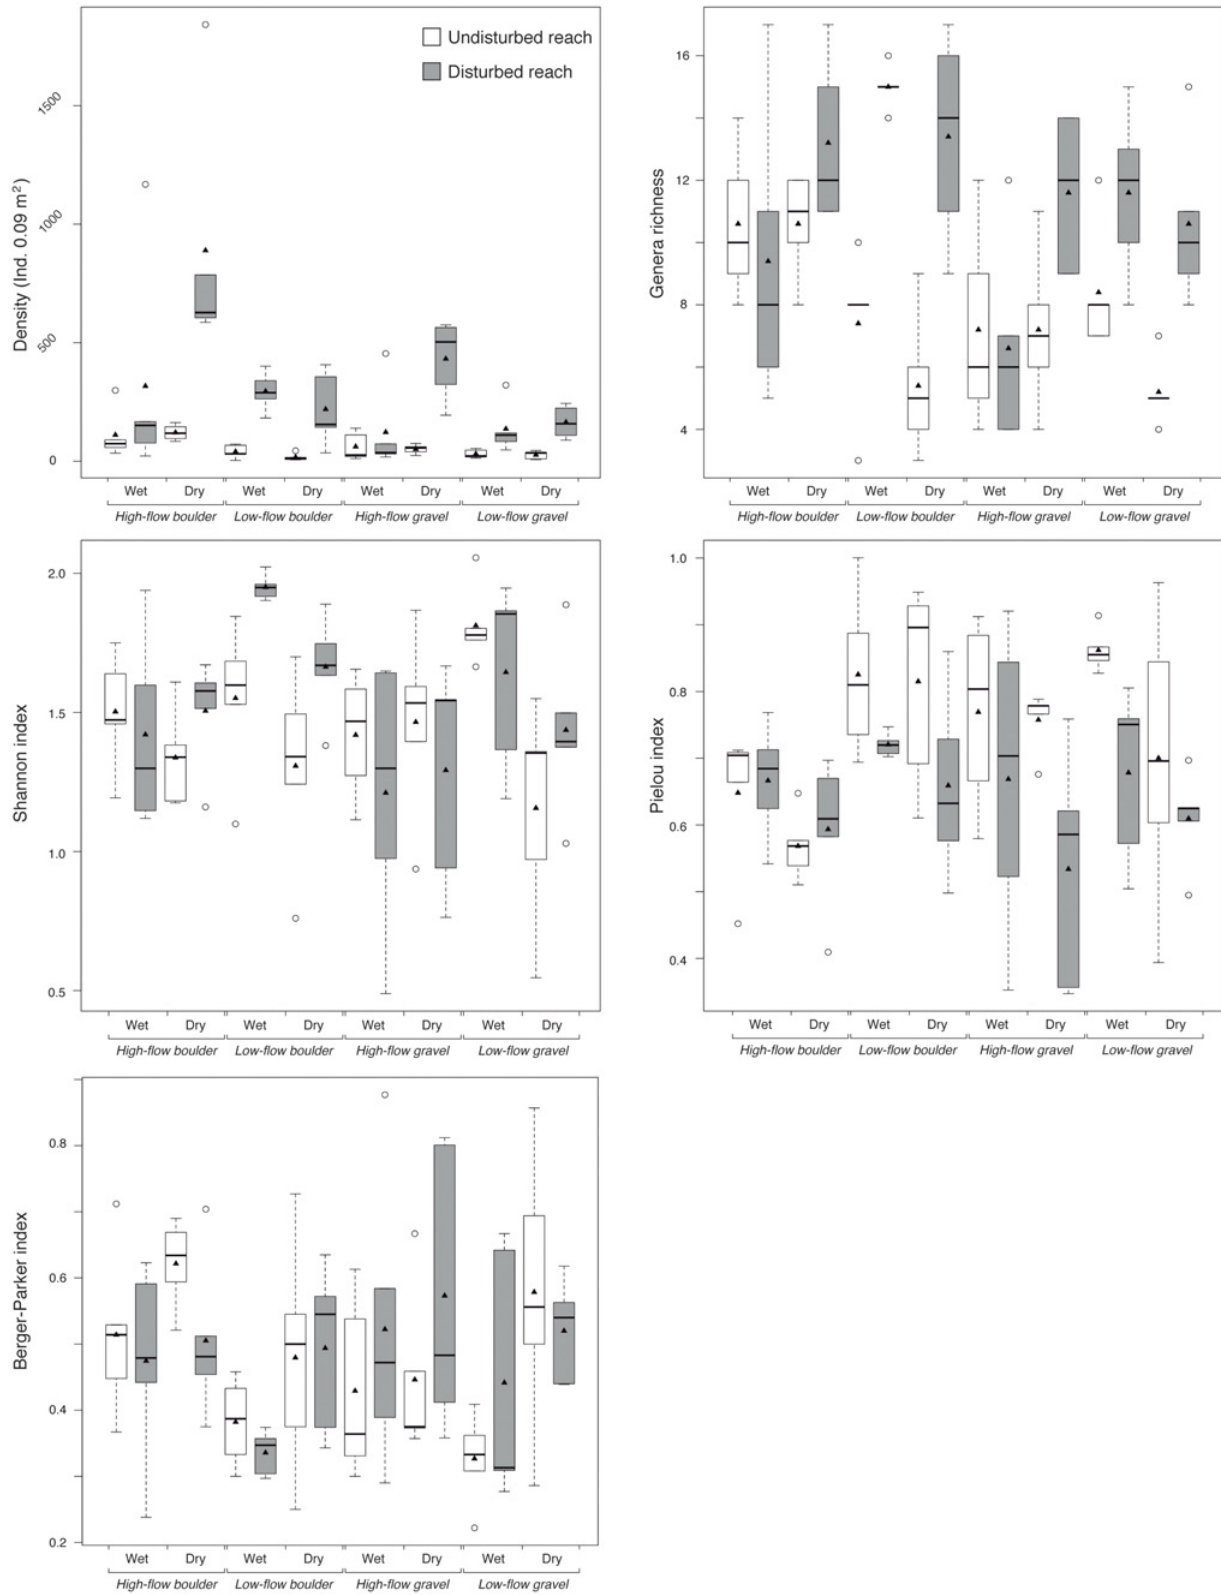 Undisturbed reach
Disturbed reach
Density (Ind. 0.09 m²)
1500
1000
500
0
Wet Dry Wet Dry Wet Dry Wet Dry
High-flow boulder Low-flow boulder High-flow gravel Low-flow gravel
Genera richness
16
12
8
4
Wet Dry Wet Dry Wet Dry Wet Dry
High-flow boulder Low-flow boulder High-flow gravel Low-flow gravel
Shannon index
2.0
1.5
1.0
0.5
Wet Dry Wet Dry Wet Dry Wet Dry
High-flow boulder Low-flow boulder High-flow gravel Low-flow gravel
Pielou index
1.0
0.8
0.6
0.4
Wet Dry Wet Dry Wet Dry Wet Dry
High-flow boulder Low-flow boulder High-flow gravel Low-flow gravel
Berger-Parker index
0.8
0.6
0.4
0.2
Wet Dry Wet Dry Wet Dry Wet Dry
High-flow boulder Low-flow boulder High-flow gravel Low-flow gravel